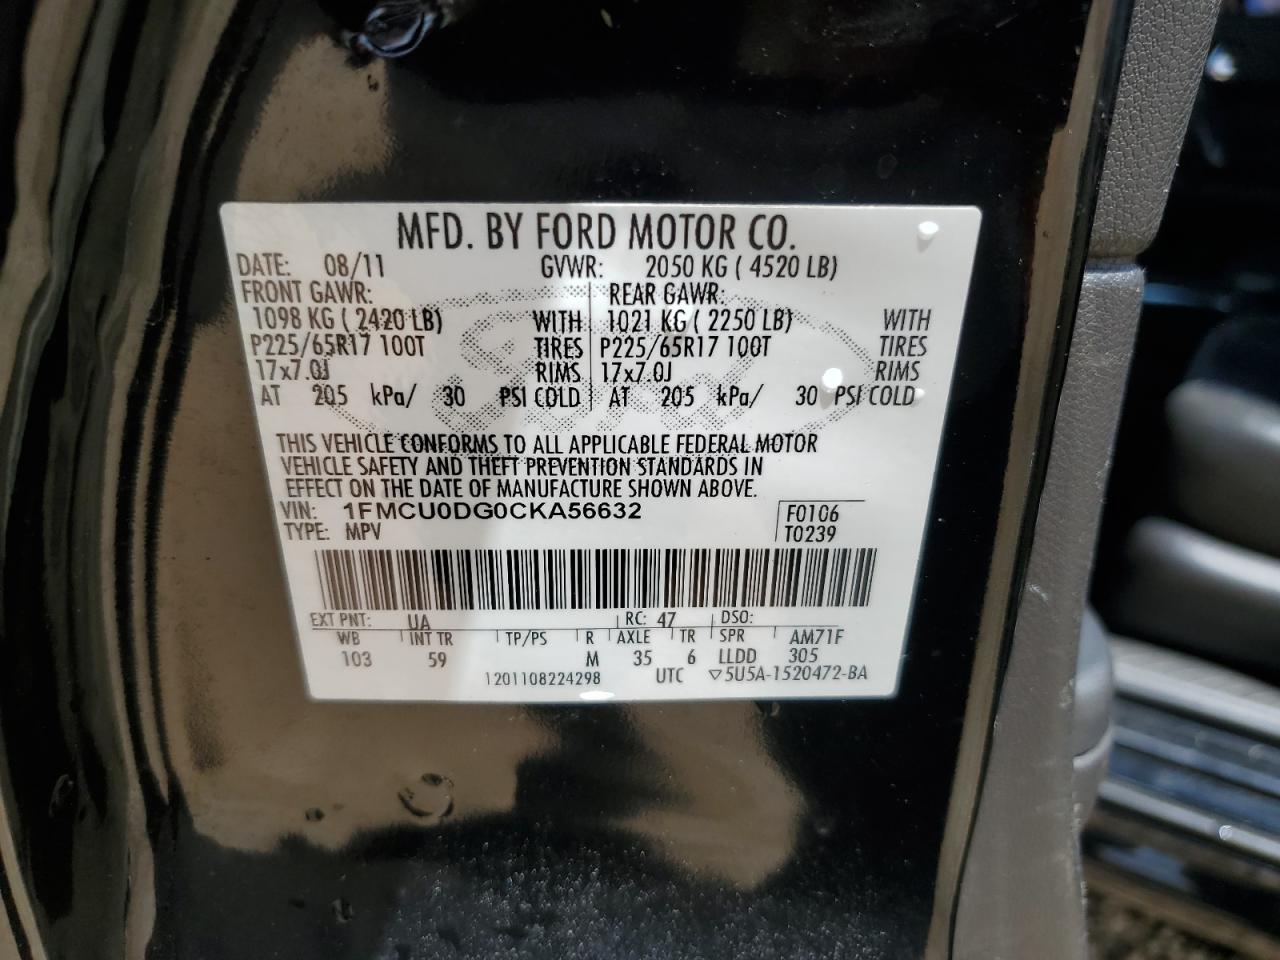 MFD. BY FORD MOTOR CO.
DATE: 08/11 GVWR: 2050 KG ( 4520 LB)
FRONT GAWR: REAR GAWR:
1098 KG ( 2420 LB) WITH 1021 KG ( 2250 LB) WITH
P225/65R17 100T TIRES P225/65R17 100T TIRES
17x7.0J RIMS 17x7.0J RIMS
AT 205 kPa/ 30 PSI COLD AT 205 kPa/ 30 PSI COLD
THIS VEHICLE CONFORMS TO ALL APPLICABLE FEDERAL MOTOR
VEHICLE SAFETY AND THEFT PREVENTION STANDARDS IN
EFFECT ON THE DATE OF MANUFACTURE SHOWN ABOVE.
VIN: 1FMCU0DG0CKA56632 F0106
TYPE: MPV T0239
EXT PNT: UA RC: 47 DSO:
WB INT TR TP/PS R AXLE TR SPR AM71F
103 59 M 35 6 LLDD 305
1201108224298 UTC ▽5U5A-1520472-BA